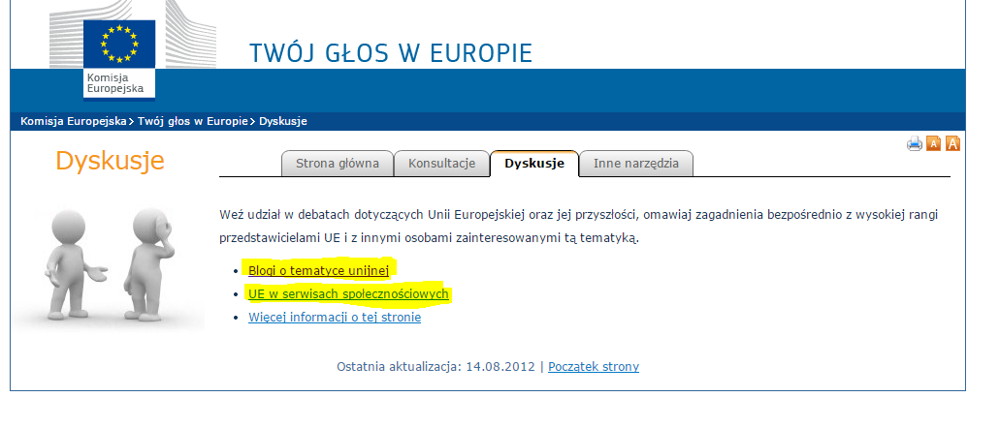 TWÓJ GŁOS W EUROPIE
Komisja
Europejska
Komisja Europejska > Twój głos w Europie > Dyskusje
A A
Dyskusje
Strona główna Konsultacje Dyskusje Inne narzędzia
Weź udział w debatach dotyczących Unii Europejskiej oraz jej przyszłości, omawiaj zagadnienia bezpośrednio z wysokiej rangi
przedstawicielami UE i z innymi osobami zainteresowanymi tą tematyką.
• Blogi o tematyce unijnej
• UE w serwisach społecznościowych
• Więcej informacji o tej stronie
Ostatnia aktualizacja: 14.08.2012 | Początek strony